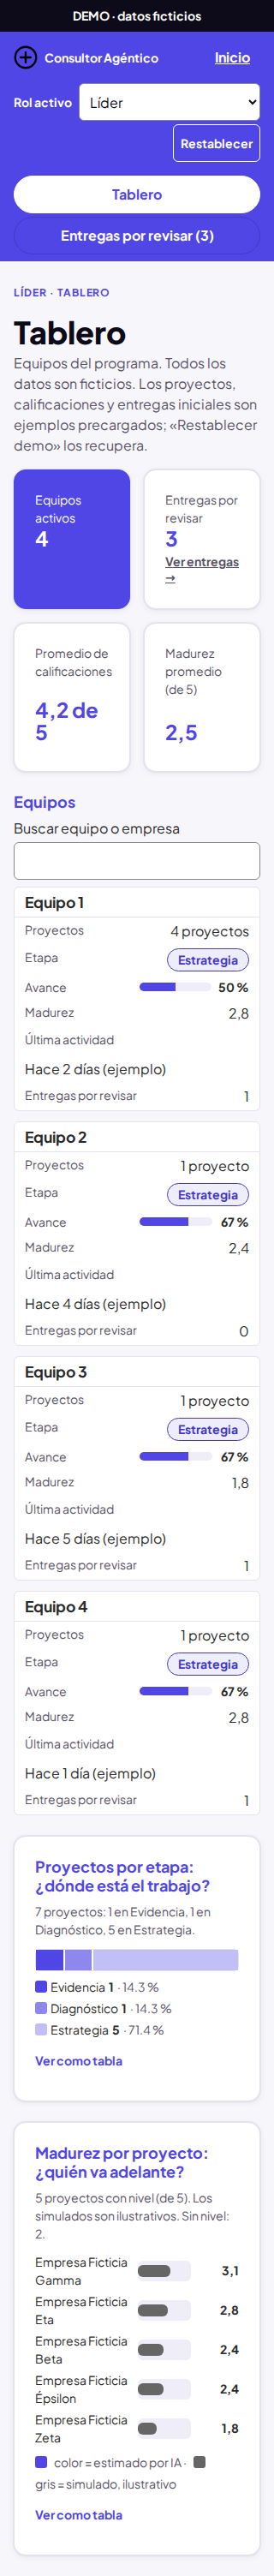 DEMO · datos ficticios
Consultor Agéntico
Inicio
Rol activo
Líder
Restablecer
Tablero
Entregas por revisar (3)
LÍDER · TABLERO
Tablero
Equipos del programa. Todos los
datos son ficticios. Los proyectos,
calificaciones y entregas iniciales son
ejemplos precargados; «Restablecer
demo» los recupera.
Equipos
activos
4
Entregas por
revisar
3
Ver entregas
→
Promedio de
calificaciones
4,2 de
5
Madurez
promedio
(de 5)
2,5
Equipos
Buscar equipo o empresa
Equipo 1
Proyectos 4 proyectos
Etapa Estrategia
Avance 50 %
Madurez 2,8
Última actividad
Hace 2 días (ejemplo)
Entregas por revisar 1
Equipo 2
Proyectos 1 proyecto
Etapa Estrategia
Avance 67 %
Madurez 2,4
Última actividad
Hace 4 días (ejemplo)
Entregas por revisar 0
Equipo 3
Proyectos 1 proyecto
Etapa Estrategia
Avance 67 %
Madurez 1,8
Última actividad
Hace 5 días (ejemplo)
Entregas por revisar 1
Equipo 4
Proyectos 1 proyecto
Etapa Estrategia
Avance 67 %
Madurez 2,8
Última actividad
Hace 1 día (ejemplo)
Entregas por revisar 1
Proyectos por etapa:
¿dónde está el trabajo?
7 proyectos: 1 en Evidencia, 1 en
Diagnóstico, 5 en Estrategia.
Evidencia 1 · 14.3 %
Diagnóstico 1 · 14.3 %
Estrategia 5 · 71.4 %
Ver como tabla
Madurez por proyecto:
¿quién va adelante?
5 proyectos con nivel (de 5). Los
simulados son ilustrativos. Sin nivel:
2.
Empresa Ficticia
Gamma 3,1
Empresa Ficticia
Eta 2,8
Empresa Ficticia
Beta 2,4
Empresa Ficticia
Épsilon 2,4
Empresa Ficticia
Zeta 1,8
color = estimado por IA ·
gris = simulado, ilustrativo
Ver como tabla